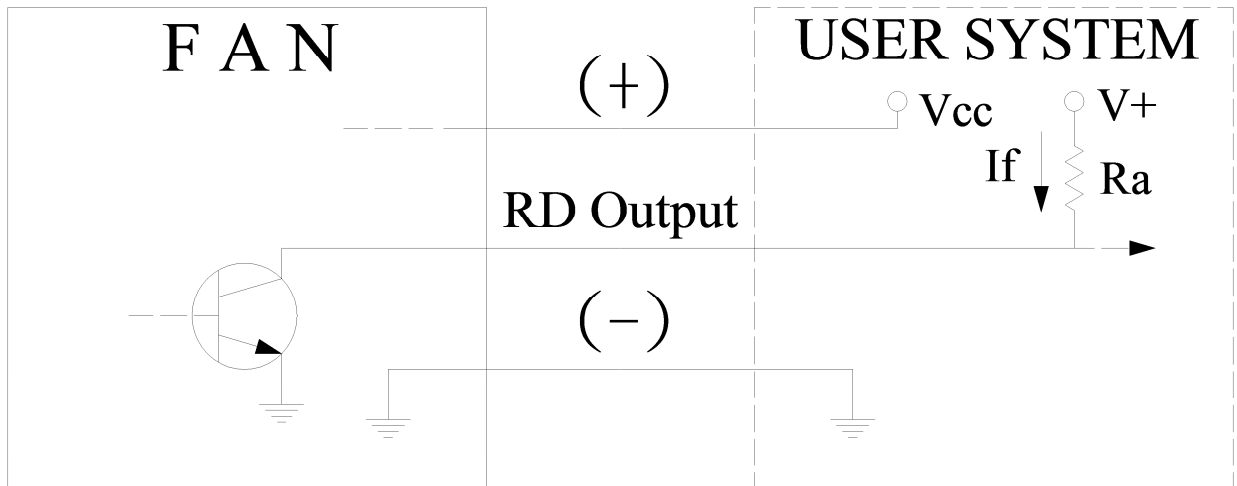 F A N
USER SYSTEM
(+)
Vcc
V+
If
Ra
RD Output
(-)